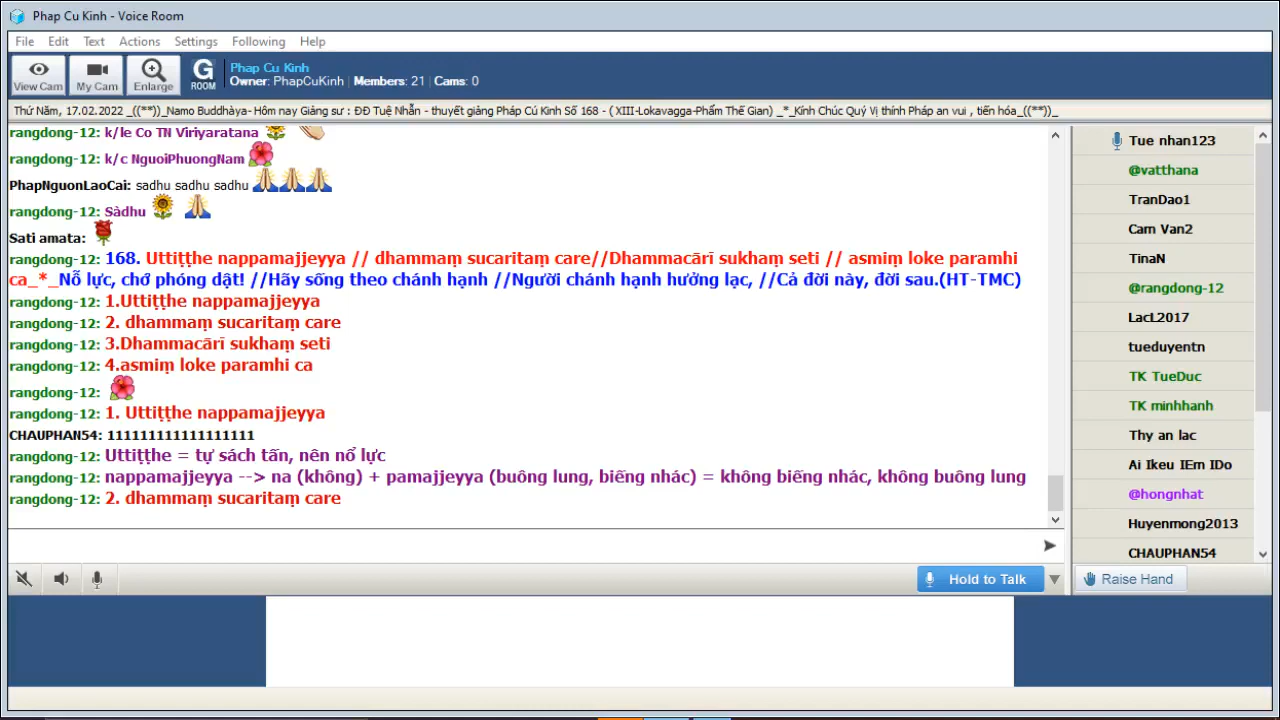 Phap Cu Kinh - Voice Room
File Edit Text Actions Settings Following Help
View Cam My Cam Enlarge G ROOM
Phap Cu Kinh
Owner: PhapCuKinh | Members: 21 | Cams: 0
Thứ Năm, 17.02.2022 _((**))_Namo Buddhàya- Hôm nay Giảng sư : ĐĐ Tuệ Nhẫn - thuyết giảng Pháp Cú Kinh Số 168 - ( XIII-Lokavagga-Phẩm Thế Gian) _*_Kính Chúc Quý Vị thính Pháp an vui , tiến hóa_((**))_
rangdong-12: k/le Co TN Viriyaratana
rangdong-12: k/c NguoiPhuongNam
PhapNguonLaoCai: sadhu sadhu sadhu
rangdong-12: Sàdhu
Sati amata:
rangdong-12: 168. Uttiṭṭhe nappamajjeyya // dhammaṃ sucaritaṃ care//Dhammacārī sukhaṃ seti // asmiṃ loke paramhi
ca_*_Nỗ lực, chớ phóng dật! //Hãy sống theo chánh hạnh //Người chánh hạnh hưởng lạc, //Cả đời này, đời sau.(HT-TMC)
rangdong-12: 1.Uttiṭṭhe nappamajjeyya
rangdong-12: 2. dhammaṃ sucaritaṃ care
rangdong-12: 3.Dhammacārī sukhaṃ seti
rangdong-12: 4.asmiṃ loke paramhi ca
rangdong-12:
rangdong-12: 1. Uttiṭṭhe nappamajjeyya
CHAUPHAN54: 111111111111111111
rangdong-12: Uttiṭṭhe = tự sách tấn, nên nổ lực
rangdong-12: nappamajjeyya --> na (không) + pamajjeyya (buông lung, biếng nhác) = không biếng nhác, không buông lung
rangdong-12: 2. dhammaṃ sucaritaṃ care
Tue nhan123
@vatthana
TranDao1
Cam Van2
TinaN
@rangdong-12
LacL2017
tueduyentn
TK TueDuc
TK minhhanh
Thy an lac
Ai Ikeu IErn IDo
@hongnhat
Huyenmong2013
CHAUPHAN54
Hold to Talk
Raise Hand